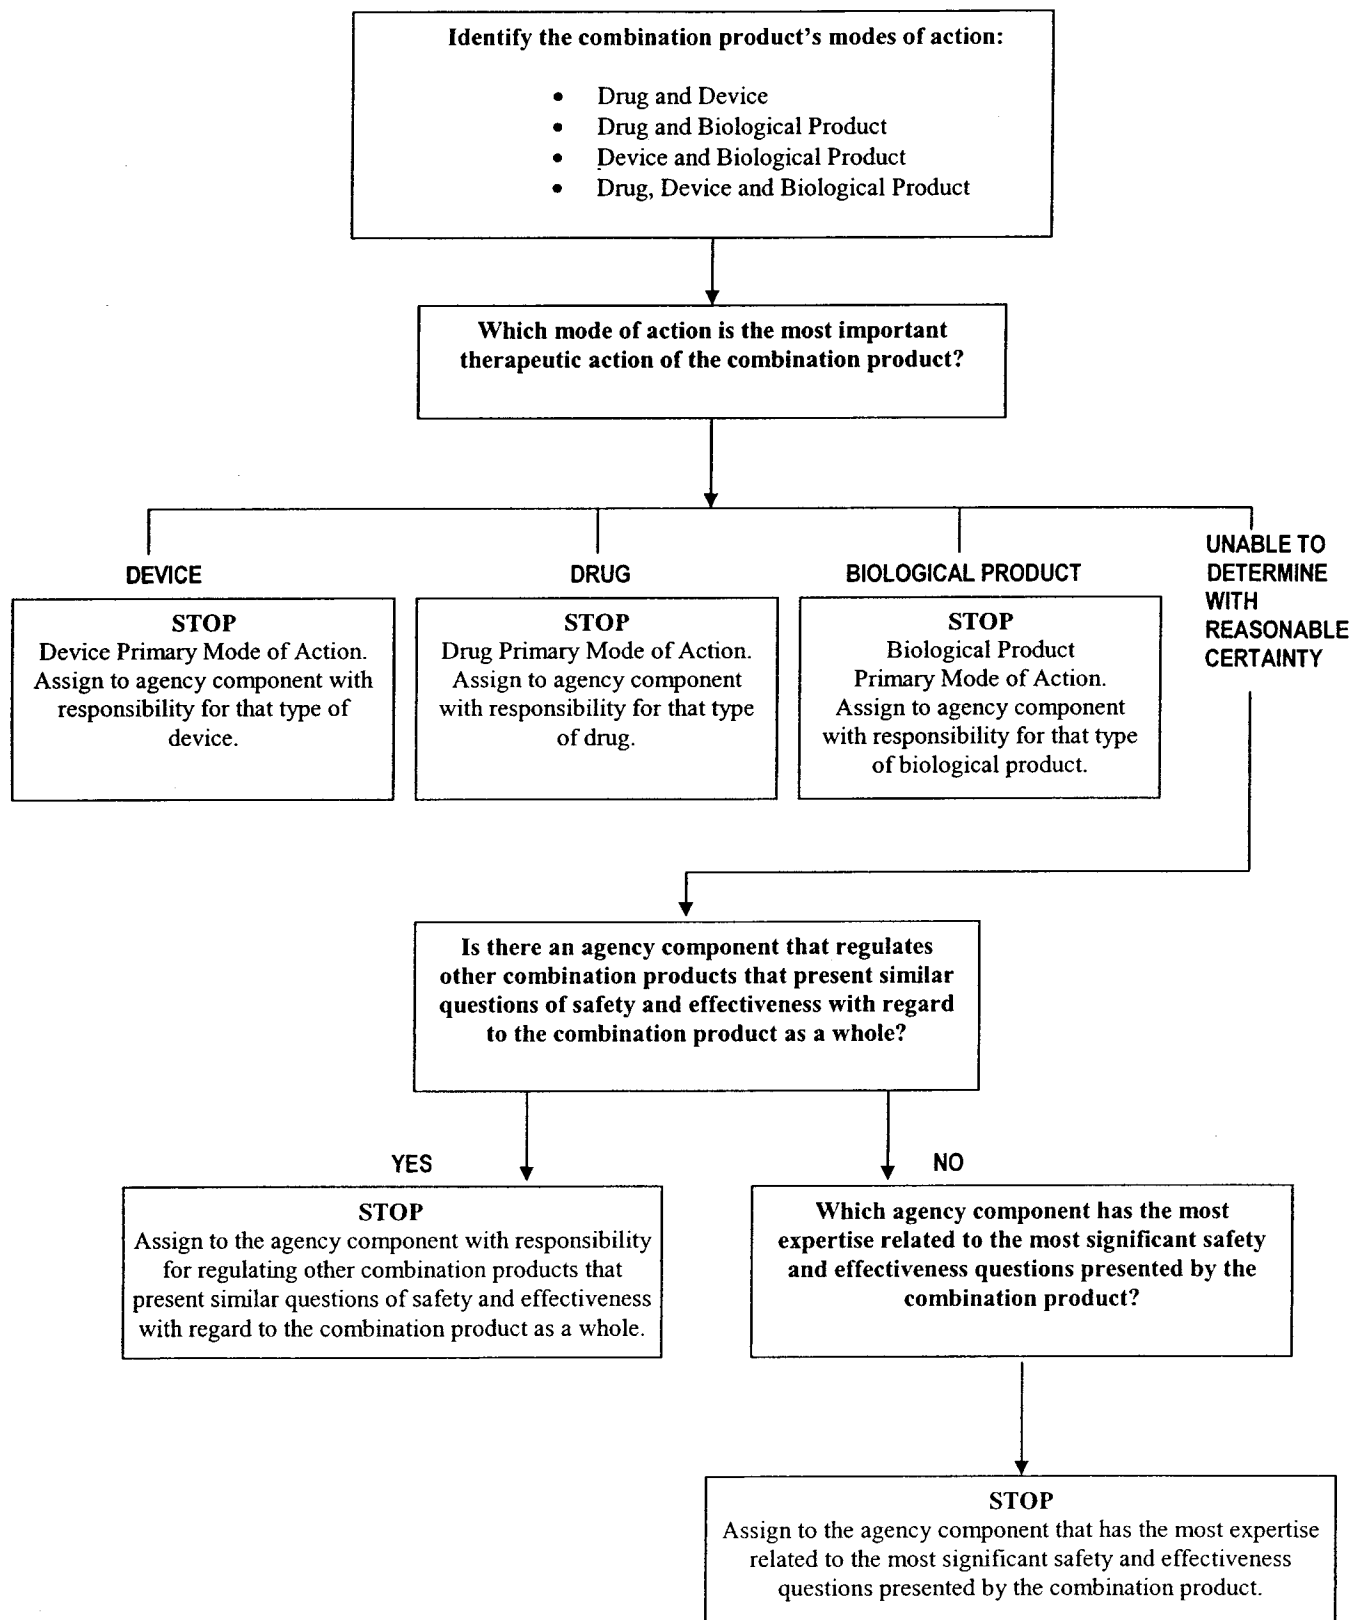 Identify the combination product's modes of action:
• Drug and Device
• Drug and Biological Product
• Device and Biological Product
• Drug, Device and Biological Product
Which mode of action is the most important
therapeutic action of the combination product?
DEVICE
STOP
Device Primary Mode of Action.
Assign to agency component with
responsibility for that type of
device.
DRUG
STOP
Drug Primary Mode of Action.
Assign to agency component
with responsibility for that type
of drug.
BIOLOGICAL PRODUCT
STOP
Biological Product
Primary Mode of Action.
Assign to agency component
with responsibility for that type
of biological product.
UNABLE TO
DETERMINE
WITH
REASONABLE
CERTAINTY
Is there an agency component that regulates
other combination products that present similar
questions of safety and effectiveness with regard
to the combination product as a whole?
YES
STOP
Assign to the agency component with responsibility
for regulating other combination products that
present similar questions of safety and effectiveness
with regard to the combination product as a whole.
NO
Which agency component has the most
expertise related to the most significant safety
and effectiveness questions presented by the
combination product?
STOP
Assign to the agency component that has the most expertise
related to the most significant safety and effectiveness
questions presented by the combination product.